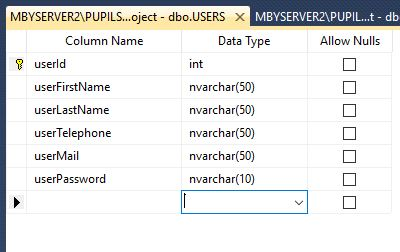 MBYSERVER2\PUPILS...oject - dbo.USERS MBYSERVER2\PUPIL...t - dbo
Column Name Data Type Allow Nulls
userId int
userFirstName nvarchar(50)
userLastName nvarchar(50)
userTelephone nvarchar(50)
userMail nvarchar(50)
userPassword nvarchar(10)